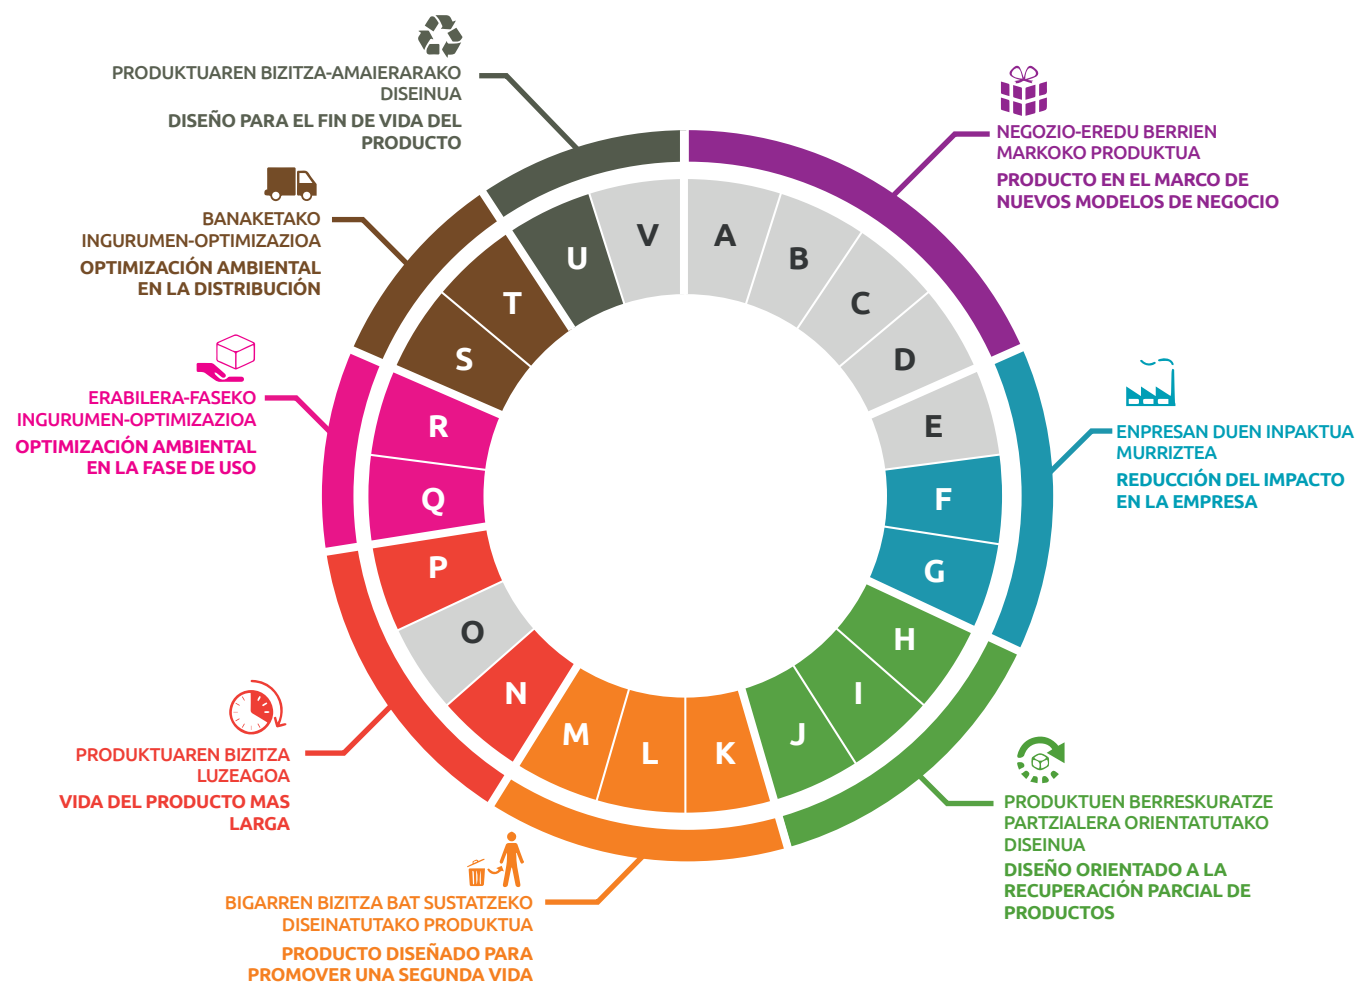 PRODUKTUAREN BIZITZA-AMAIERARAKO
DISEINUA
DISEÑO PARA EL FIN DE VIDA DEL
PRODUCTO
NEGOZIO-EREDU BERRIEN
MARKOKO PRODUKTUA
PRODUCTO EN EL MARCO DE
NUEVOS MODELOS DE NEGOCIO
BANAKETAKO
INGURUMEN-OPTIMIZAZIOA
OPTIMIZACIÓN AMBIENTAL
EN LA DISTRIBUCIÓN
ERABILERA-FASEKO
INGURUMEN-OPTIMIZAZIOA
OPTIMIZACIÓN AMBIENTAL
EN LA FASE DE USO
ENPRESAN DUEN INPAKTUA
MURRIZTEA
REDUCCIÓN DEL IMPACTO
EN LA EMPRESA
A
B
C
D
E
F
G
H
I
J
K
L
M
N
O
P
Q
R
S
T
U
V
PRODUKTUAREN BIZITZA
LUZEAGOA
VIDA DEL PRODUCTO MAS
LARGA
PRODUKTUEN BERRESKURATZE
PARTZIALERA ORIENTATUTAKO
DISEINUA
DISEÑO ORIENTADO A LA
RECUPERACIÓN PARCIAL DE
PRODUCTOS
BIGARREN BIZITZA BAT SUSTATZEKO
DISEINATUTAKO PRODUKTUA
PRODUCTO DISEÑADO PARA
PROMOVER UNA SEGUNDA VIDA